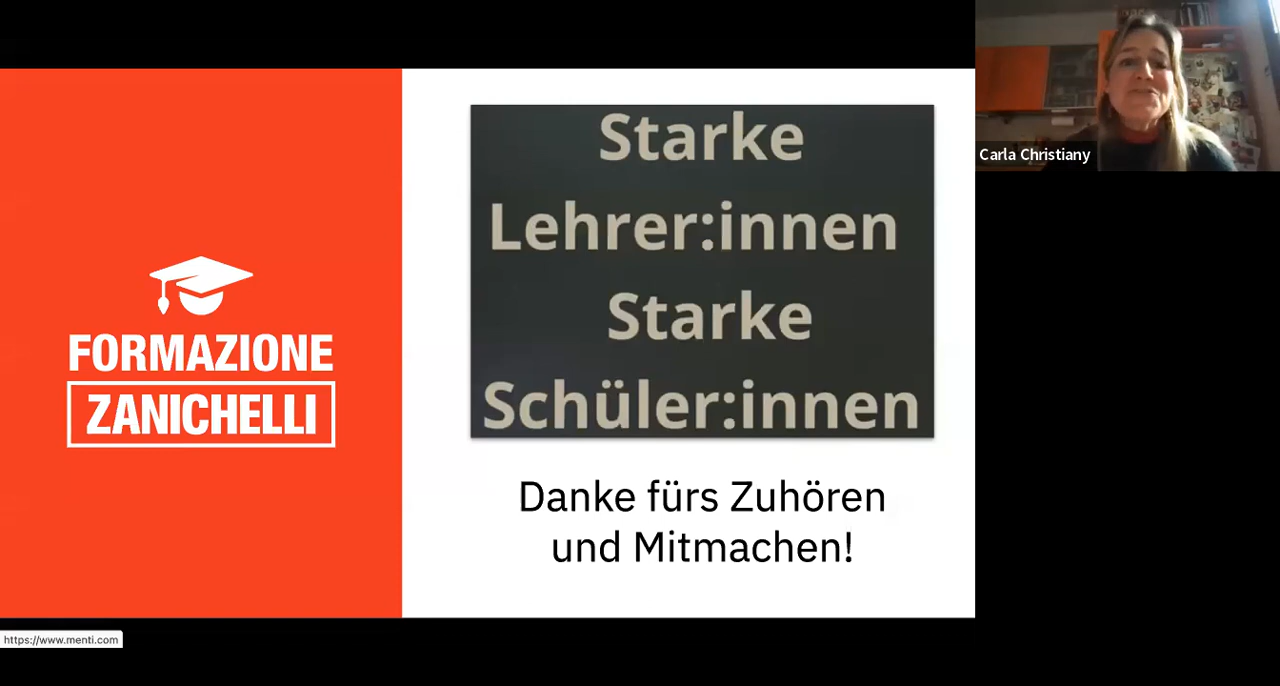 Starke
Lehrer:innen
Starke
Schüler:innen
FORMAZIONE
ZANICHELLI
Danke fürs Zuhören
und Mitmachen!
Carla Christiany
https://www.menti.com